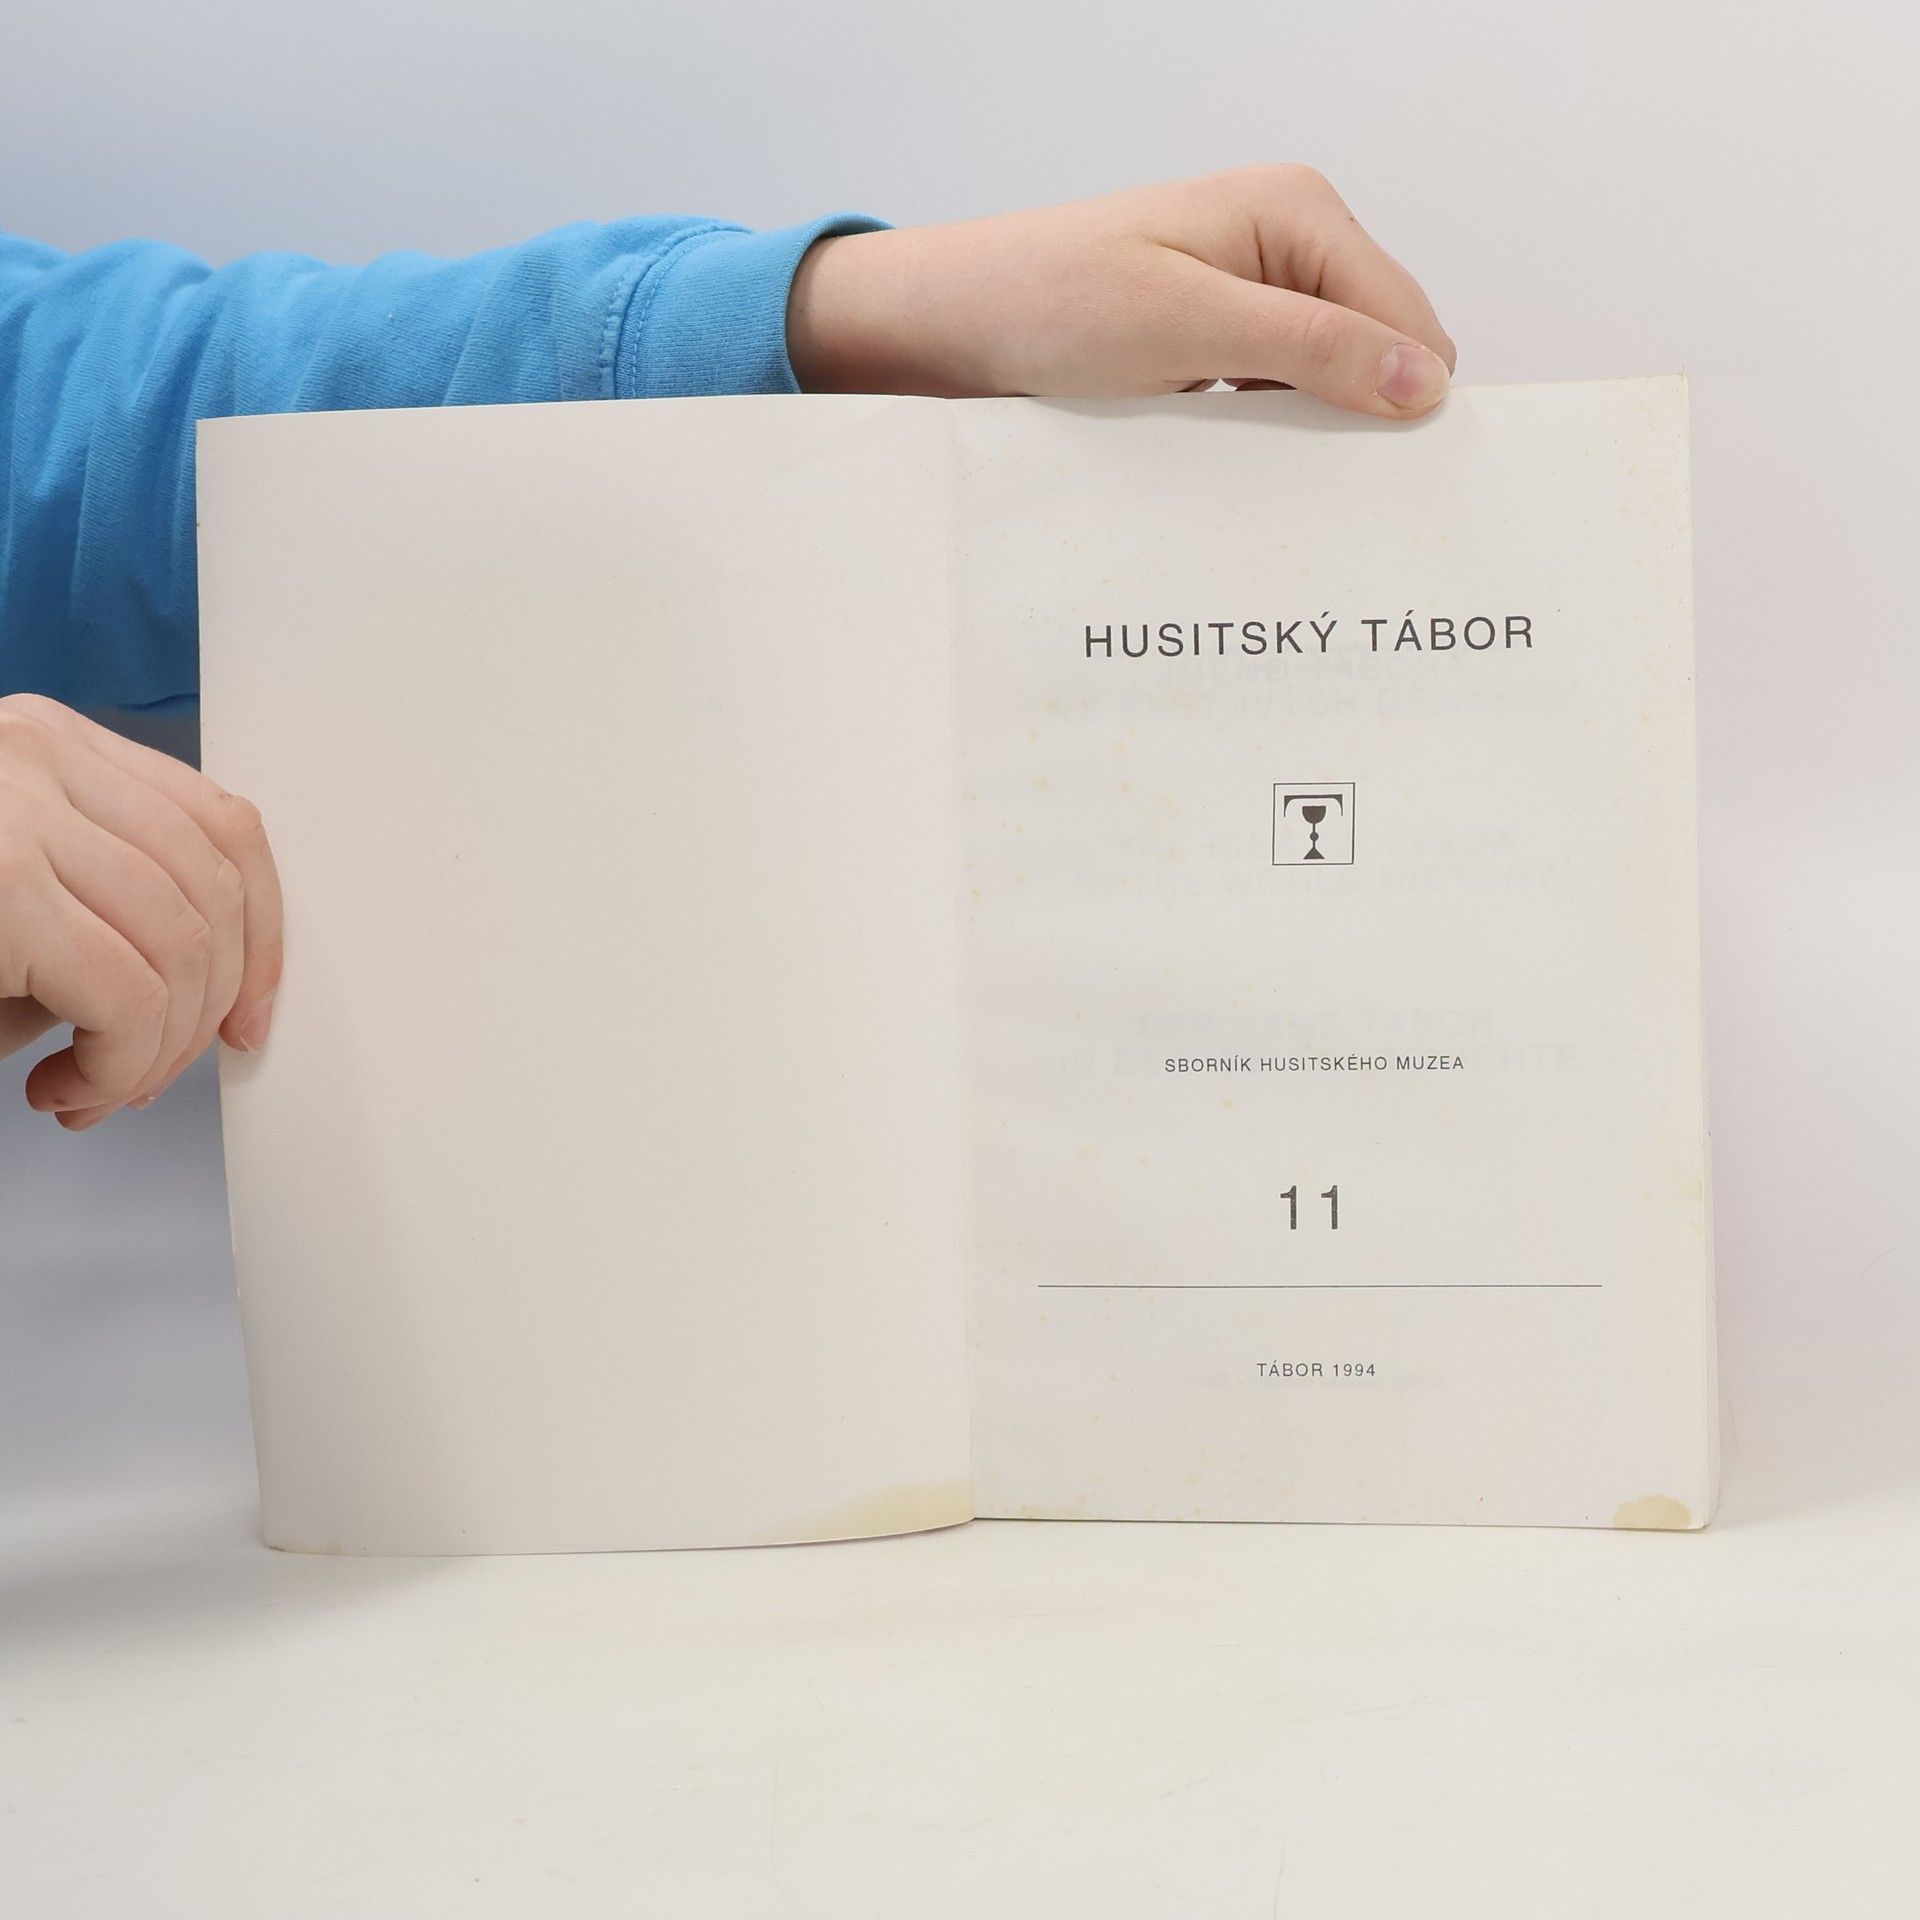 HUSITSKÝ TÁBOR
SBORNÍK HUSITSKÉHO MUZEA
11
TÁBOR 1994